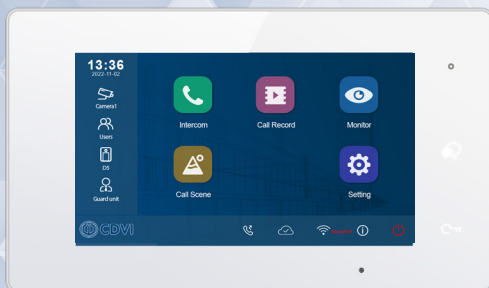 13:36
2022-11-02
Camera1
Users
DS
Guard unit
Intercom
Call Record
Monitor
Call Scene
Setting
CDVI